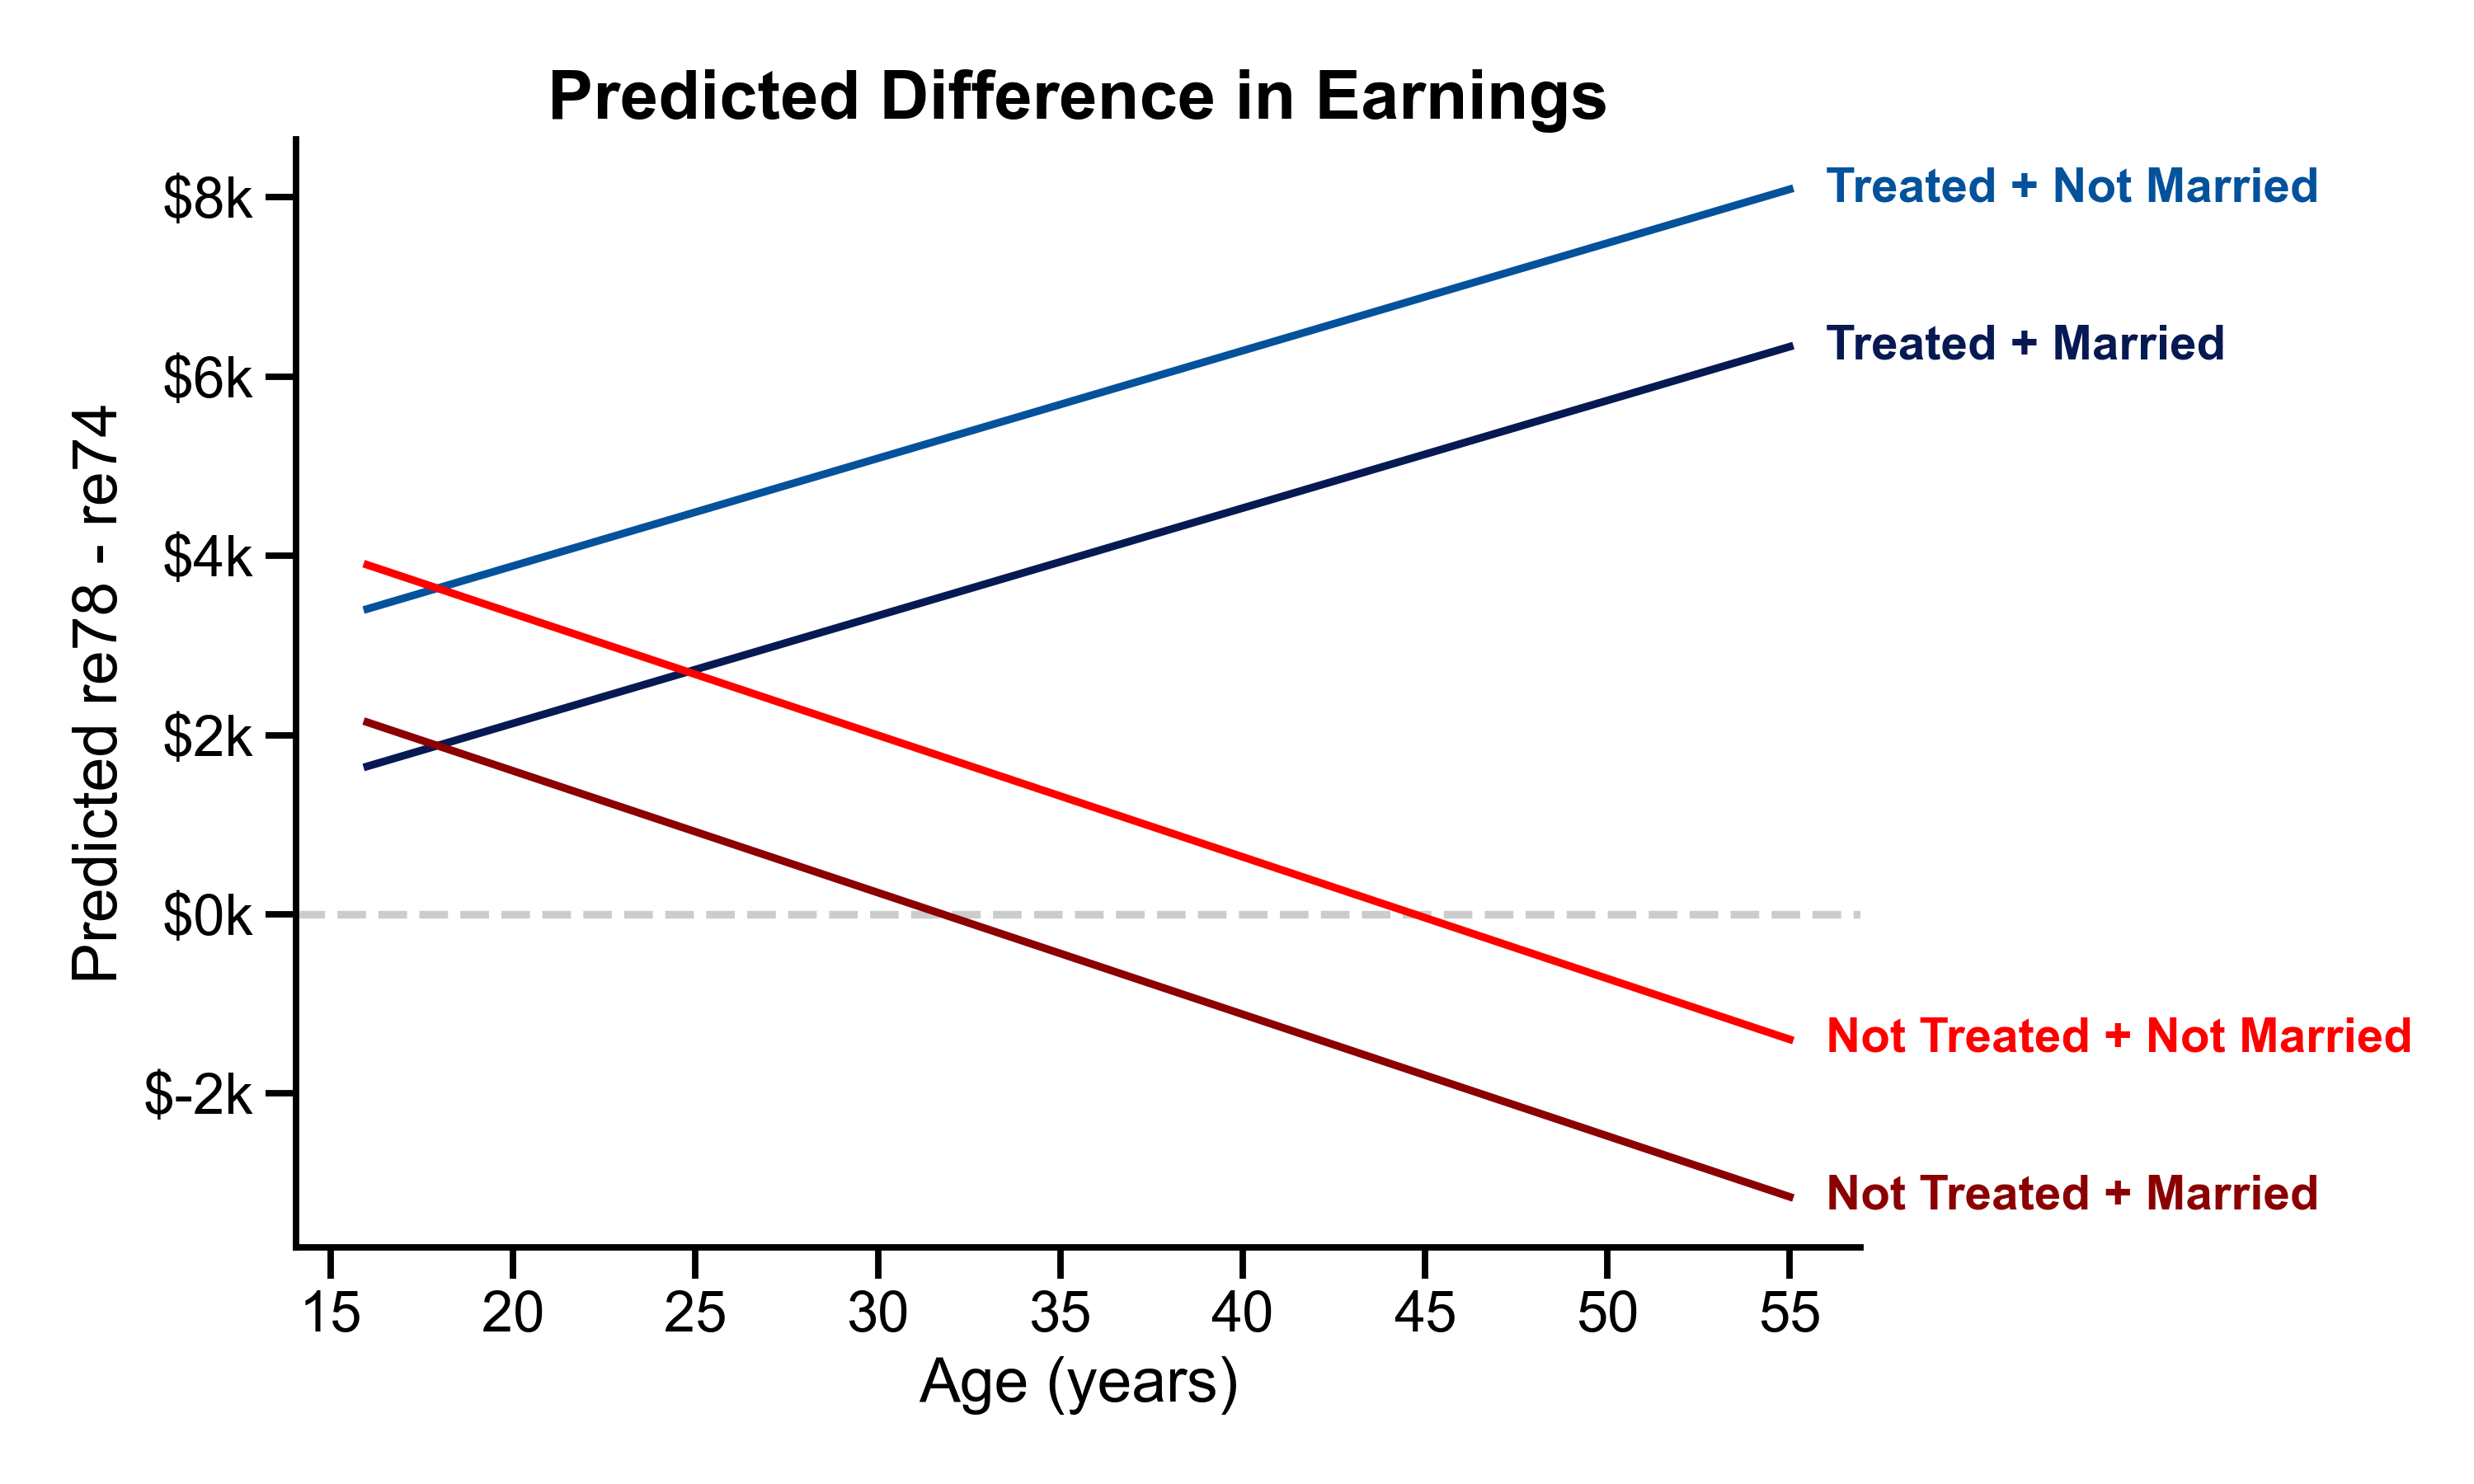 Predicted Difference in Earnings
Predicted re78 - re74
$8k
$6k
$4k
$2k
$0k
$-2k
Treated + Not Married
Treated + Married
Not Treated + Not Married
Not Treated + Married
15 20 25 30 35 40 45 50 55
Age (years)